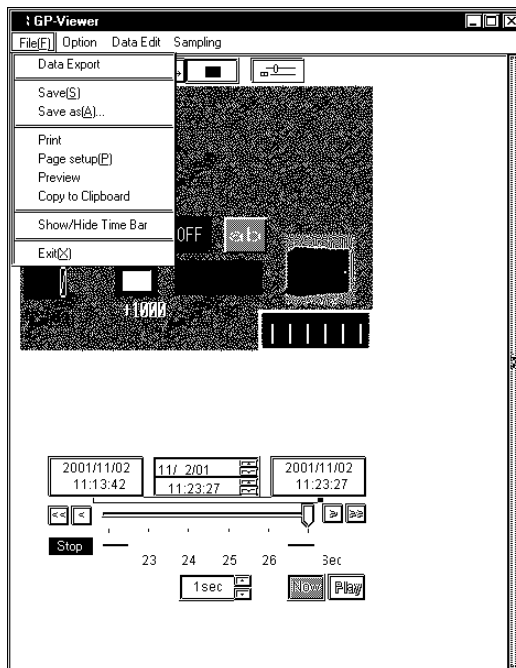 GP-Viewer
File(F) Option Data Edit Sampling
Data Export
Save(S)
Save as(A)...
Print
Page setup(P)
Preview
Copy to Clipboard
Show/Hide Time Bar
Exit(X)
OFF
ab
+1000
2001/11/02
11:13:42
11/ 2/01
11:23:27
2001/11/02
11:23:27
<< < > >>
Stop
23 24 25 26 Sec
1sec
Now Play